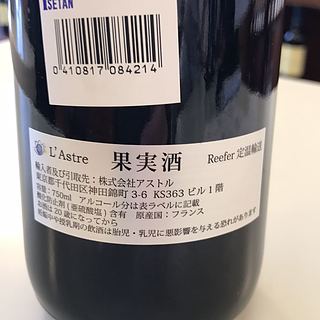 ISETAN
0410817084214
L'Astre 果実酒 Reefer 定温輸送
輸入者及び引取先：株式会社アストル
東京都千代田区神田錦町 3-6 KS363 ビル 1 階
容量：750ml アルコール分は表ラベルに記載
酸化防止剤（亜硫酸塩）含有 原産国：フランス
お酒は 20 歳になってから
妊娠中や授乳期の飲酒は胎児・乳児に悪影響を与える恐れがあります